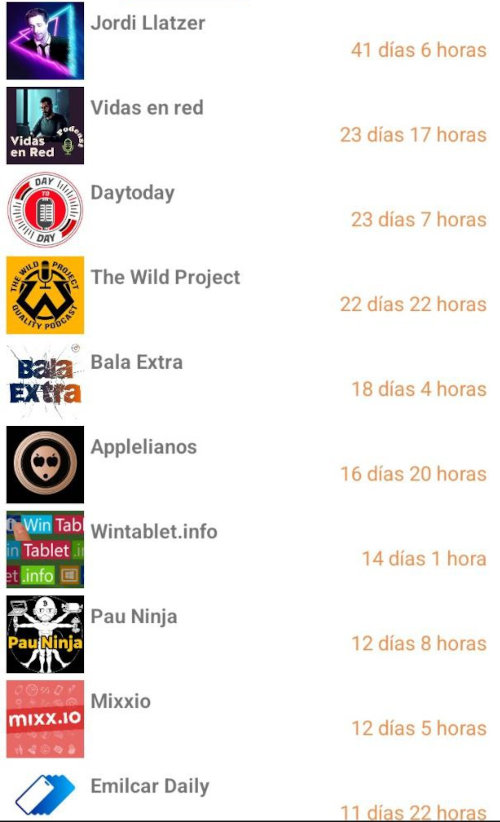 Jordi Llatzer
41 días 6 horas
Vidas en red
Vidas
en Red
Podcast
23 días 17 horas
Daytoday
DAY
TO
DAY
23 días 7 horas
The Wild Project
THE WILD PROJECT
QUALITY PODCAST
22 días 22 horas
Bala Extra
Bala
Extra
18 días 4 horas
Applelianos
16 días 20 horas
Wintablet.info
Win Tabl
in Tablet .i
et .info
14 días 1 hora
Pau Ninja
Pau Ninja
12 días 8 horas
Mixxio
mixx.io
12 días 5 horas
Emilcar Daily
11 días 22 horas